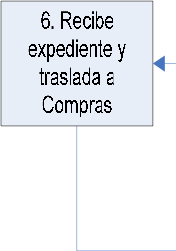 6. Recibe
expediente y
traslada a
Compras